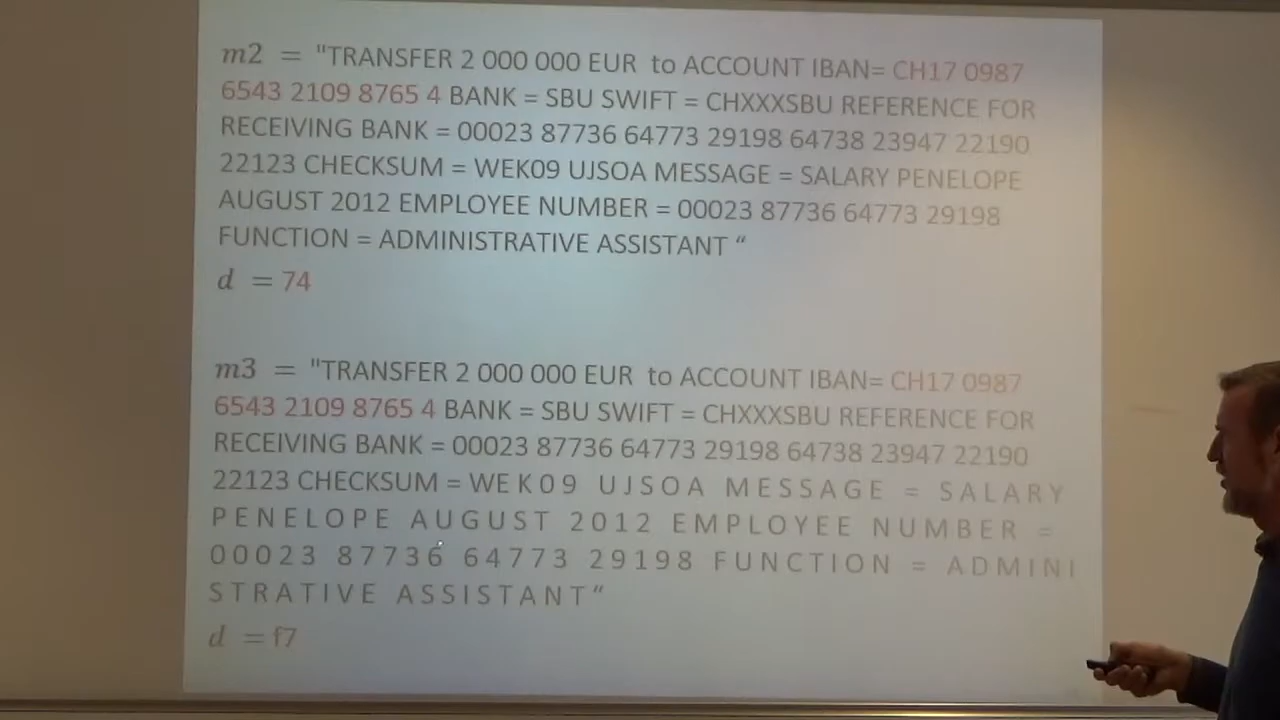 m2 = "TRANSFER 2 000 000 EUR to ACCOUNT IBAN= CH17 0987
6543 2109 8765 4 BANK = SBU SWIFT = CHXXXSBU REFERENCE FOR
RECEIVING BANK = 00023 87736 64773 29198 64738 23947 22190
22123 CHECKSUM = WEK09 UJSOA MESSAGE = SALARY PENELOPE
AUGUST 2012 EMPLOYEE NUMBER = 00023 87736 64773 29198
FUNCTION = ADMINISTRATIVE ASSISTANT “
d = 74
m3 = "TRANSFER 2 000 000 EUR to ACCOUNT IBAN= CH17 0987
6543 2109 8765 4 BANK = SBU SWIFT = CHXXXSBU REFERENCE FOR
RECEIVING BANK = 00023 87736 64773 29198 64738 23947 22190
22123 CHECKSUM = WE K 0 9 U J S O A M E S S A G E = S A L A R Y
P E N E L O P E A U G U S T 2 0 1 2 E M P L O Y E E N U M B E R =
0 0 0 2 3 8 7 7 3 6 6 4 7 7 3 2 9 1 9 8 F U N C T I O N = A D M I N I
S T R A T I V E A S S I S T A N T “
d = f7